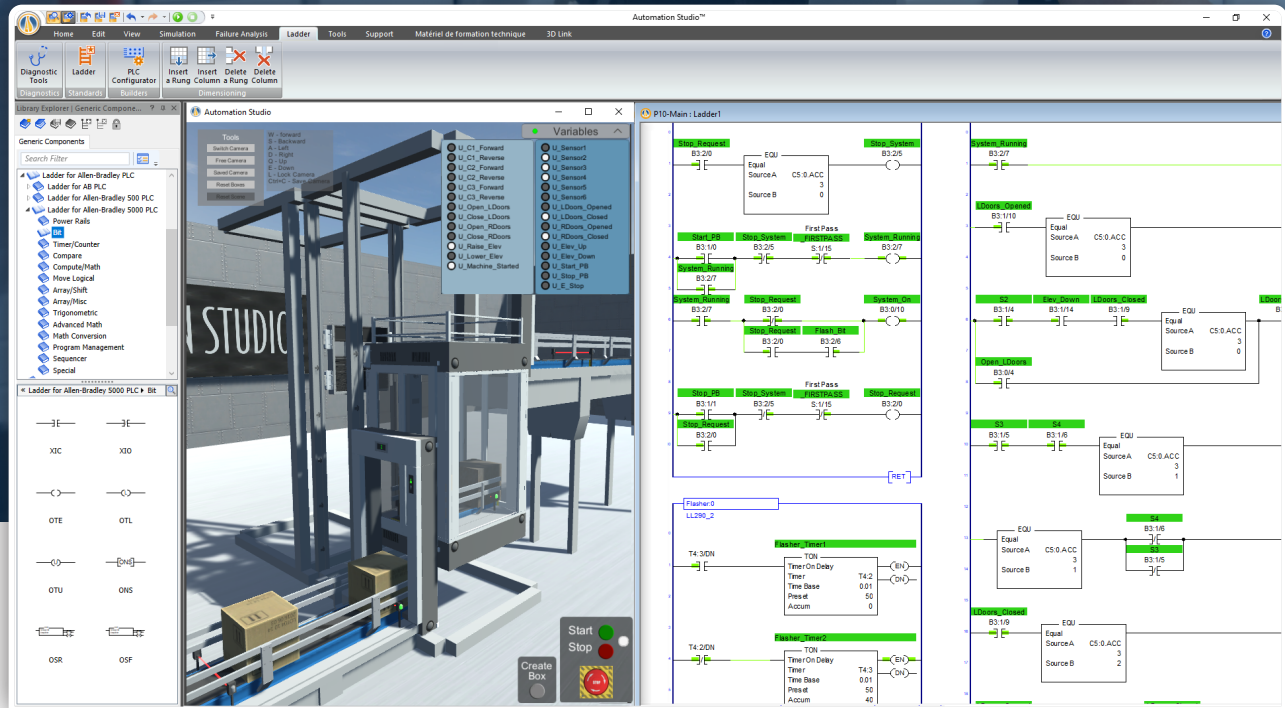 Automation Studio™
Home Edit View Simulation Failure Analysis Ladder Tools Support Matériel de formation technique 3D Link
Diagnostic Tools
Ladder
PLC Configurator
Insert a Rung
Insert Column
Delete a Rung
Delete Column
Diagnostics Standards Builders Dimensioning
Library Explorer | Generic Compone...
Generic Components
Search Filter
Ladder for Allen-Bradley PLC
Ladder for AB PLC
Ladder for Allen-Bradley 500 PLC
Ladder for Allen-Bradley 5000 PLC
Power Rails
Bit
Timer/Counter
Compare
Compute/Math
Move Logical
Array/Shift
Array/Misc
Trigonometric
Advanced Math
Math Conversion
Program Management
Sequencer
Special
« Ladder for Allen-Bradley 5000 PLC ▸ Bit
XIC XIO
OTE OTL
OTU ONS
OSR OSF
Automation Studio
Tools
Switch Camera
Free Camera
Saved Camera
Reset Boxes
W - forward
S - Backward
A - Left
D - Right
Q - Up
E - Down
L - Lock Camera
Variables
U_C1_Forward
U_C1_Reverse
U_C2_Forward
U_C2_Reverse
U_C3_Forward
U_C3_Reverse
U_Open_LDoors
U_Close_LDoors
U_Open_RDoors
U_Close_RDoors
U_Raise_Elev
U_Lower_Elev
U_Machine_Started
U_Sensor1
U_Sensor2
U_Sensor3
U_Sensor4
U_Sensor5
U_Sensor6
U_LDoors_Opened
U_LDoors_Closed
U_RDoors_Opened
U_RDoors_Closed
U_Elev_Up
U_Elev_Down
U_Start_PB
U_Stop_PB
U_E_Stop
N STUDIO
Start
Stop
Create Box
STOP
P10-Main : Ladder1
Stop_Request Stop_System
B3:2/0 B3:2/5
EQU
Equal
Source A C5:0.ACC
3
Source B 0
First Pass
Start_PB Stop_System _FIRSTPASS System_Running
B3:1/0 B3:2/5 S:1/15 B3:2/7
System_Running
B3:2/7
System_Running Stop_Request System_On
B3:2/7 B3:2/0 B3:0/10
Stop_Request Flash_Bit
B3:2/0 B3:2/6
First Pass
Stop_PB Stop_System _FIRSTPASS Stop_Request
B3:1/1 B3:2/5 S:1/15 B3:2/0
Stop_Request
B3:2/0
RET
Flasher:0
LL290_2
Flasher_Timer1
T4:3/DN
TON
Timer On Delay
Timer T4:2
Time Base 0.01
Preset 50
Accum 0
EN
DN
Flasher_Timer2
T4:2/DN
TON
Timer On Delay
Timer T4:3
Time Base 0.01
Preset 50
Accum 40
EN
DN
System_Running
B3:2/7
LDoors_Opened
B3:1/10
EQU
Equal
Source A C5:0.ACC
3
Source B 0
S2 Elev_Down LDoors_Closed LDoor
B3:1/4 B3:1/14 B3:1/9
EQU
Equal
Source A C5:0.ACC
3
Source B 0
Open_LDoors
B3:0/4
S3 S4
B3:1/5 B3:1/6
EQU
Equal
Source A C5:0.ACC
3
Source B 1
EQU
Equal
Source A C5:0.ACC
3
Source B 1
S4
B3:1/6
S3
B3:1/5
LDoors_Closed
B3:1/9
EQU
Equal
Source A C5:0.ACC
3
Source B 2